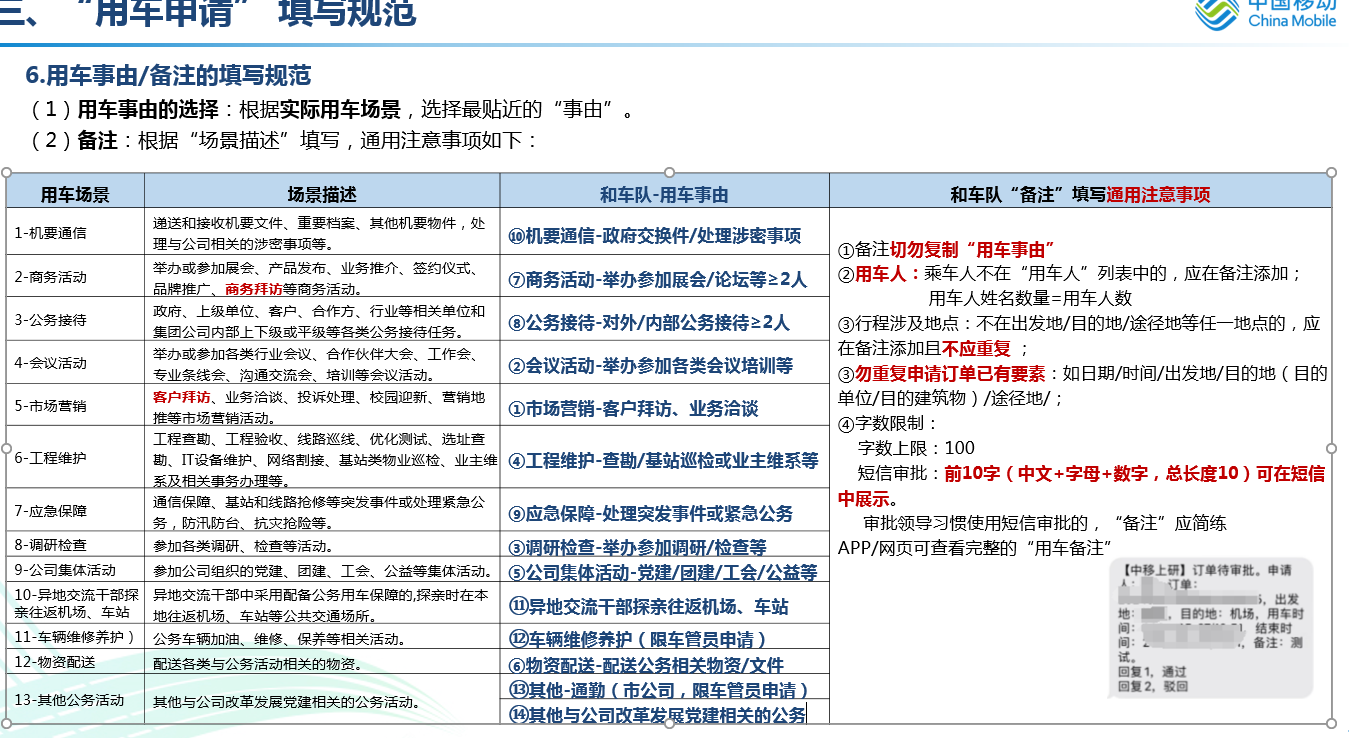 三、“用车申请” 填写规范
中国移动
China Mobile
6.用车事由/备注的填写规范
（1）用车事由的选择：根据实际用车场景，选择最贴近的“事由”。
（2）备注：根据“场景描述”填写，通用注意事项如下：
用车场景
场景描述
和车队-用车事由
和车队“备注”填写通用注意事项
1-机要通信
递送和接收机要文件、重要档案、其他机要物件，处
理与公司相关的涉密事项等。
⑩机要通信-政府交换件/处理涉密事项
2-商务活动
举办或参加展会、产品发布、业务推介、签约仪式、
品牌推广、商务拜访等商务活动。
⑦商务活动-举办参加展会/论坛等≥2人
3-公务接待
政府、上级单位、客户、合作方、行业等相关单位和
集团公司内部上下级或平级等各类公务接待任务。
⑧公务接待-对外/内部公务接待≥2人
4-会议活动
举办或参加各类行业会议、合作伙伴大会、工作会、
专业条线会、沟通交流会、培训等会议活动。
②会议活动-举办参加各类会议培训等
5-市场营销
客户拜访、业务洽谈、投诉处理、校园迎新、营销地
推等市场营销活动。
①市场营销-客户拜访、业务洽谈
6-工程维护
工程查勘、工程验收、线路巡线、优化测试、选址查
勘、IT设备维护、网络割接、基站类物业巡检、业主维
系及相关事务办理等。
④工程维护-查勘/基站巡检或业主维系等
7-应急保障
通信保障、基站和线路抢修等突发事件或处理紧急公
务，防汛防台、抗灾抢险等。
⑨应急保障-处理突发事件或紧急公务
8-调研检查
参加各类调研、检查等活动。
③调研检查-举办参加调研/检查等
9-公司集体活动
参加公司组织的党建、团建、工会、公益等集体活动。
⑤公司集体活动-党建/团建/工会/公益等
10-异地交流干部探
亲往返机场、车站
异地交流干部中采用配备公务用车保障的,探亲时在本
地往返机场、车站等公共交通场所。
⑪异地交流干部探亲往返机场、车站
11-车辆维修养护）
公务车辆加油、维修、保养等相关活动。
⑫车辆维修养护（限车管员申请）
12-物资配送
配送各类与公务活动相关的物资。
⑥物资配送-配送公务相关物资/文件
13-其他公务活动
其他与公司改革发展党建相关的公务活动。
⑬其他-通勤（市公司，限车管员申请）
⑭其他与公司改革发展党建相关的公务
①备注切勿复制“用车事由”
②用车人：乘车人不在“用车人”列表中的，应在备注添加；
用车人姓名数量=用车人数
③行程涉及地点：不在出发地/目的地/途径地等任一地点的，应
在备注添加且不应重复 ；
③勿重复申请订单已有要素：如日期/时间/出发地/目的地（目的
单位/目的建筑物）/途径地/；
④字数限制：
字数上限：100
短信审批：前10字（中文+字母+数字，总长度10）可在短信
中展示。
审批领导习惯使用短信审批的，“备注”应简练
APP/网页可查看完整的“用车备注”
【中移上研】订单待审批。申请
人： 订单:
5, 出发
地: ，目的地: 机场，用车时
间: 结束时
间: 2 ，备注: 测
试。
回复1，通过
回复2，驳回